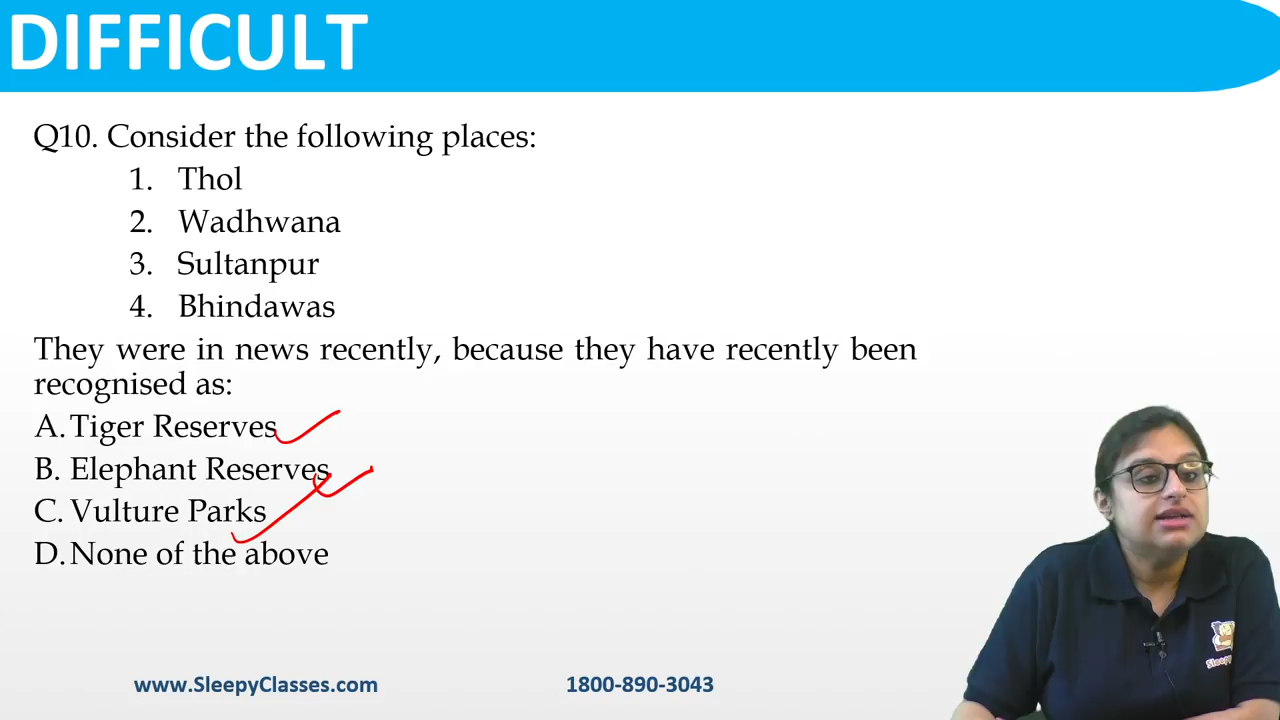 DIFFICULT
Q10. Consider the following places:
1. Thol
2. Wadhwana
3. Sultanpur
4. Bhindawas
They were in news recently, because they have recently been
recognised as:
A. Tiger Reserves
B. Elephant Reserves
C. Vulture Parks
D. None of the above
www.SleepyClasses.com 1800-890-3043